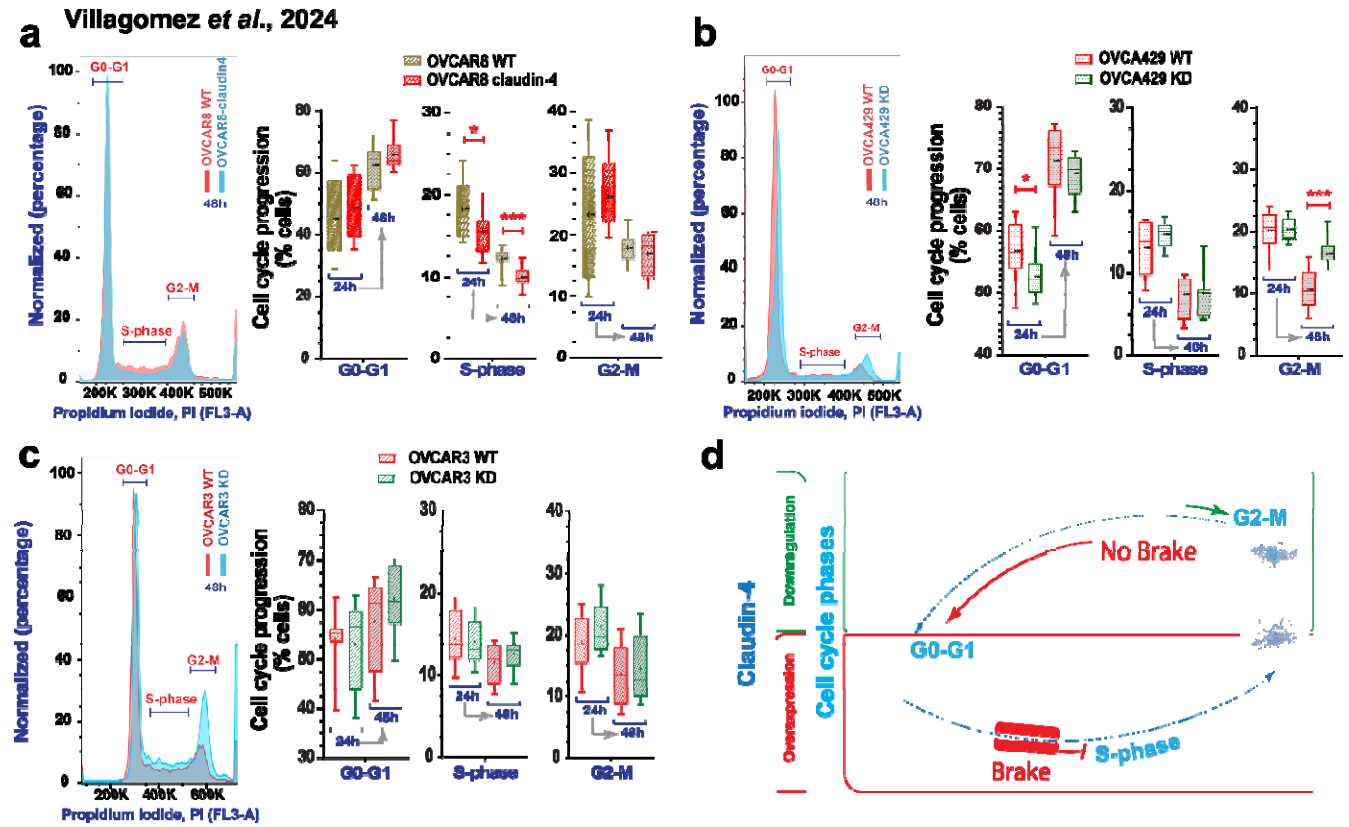 Villagomez et al., 2024
a
G0-G1
G2-M
S-phase
OVCAR8 WT
OVCAR8-claudin4
48h
Normalized (percentage)
100
80
60
40
20
0
200K 300K 400K 500K
Propidium iodide, PI (FL3-A)
OVCAR8 WT
OVCAR8 claudin-4
Cell cycle progression
(% cells)
80
60
40
20
0
24h
48h
G0-G1
30
20
10
0
*
***
24h
48h
S-phase
40
30
20
10
0
24h
48h
G2-M
b
G0-G1
G2-M
S-phase
OVCA429 WT
OVCA429 KD
48h
Normalized (percentage)
100
80
60
40
20
0
200K 300K 400K 500K
Propidium iodide, PI (FL3-A)
OVCA429 WT
OVCA429 KD
Cell cycle progression
(% cells)
80
70
60
50
40
*
48h
24h
G0-G1
30
20
10
0
24h
48h
S-phase
40
30
20
10
0
***
24h
48h
G2-M
c
G0-G1
G2-M
S-phase
OVCAR3 WT
OVCAR3 KD
48h
Normalized (percentage)
100
80
60
40
20
0
200K 400K 600K
Propidium iodide, PI (FL3-A)
OVCAR3 WT
OVCAR3 KD
Cell cycle progression
(% cells)
80
70
60
50
40
30
24h
48h
G0-G1
30
20
10
0
24h
48h
S-phase
40
30
20
10
0
24h
48h
G2-M
d
Claudin-4
Downregulation
Overexpression
Cell cycle phases
G2-M
No Brake
G0-G1
S-phase
Brake